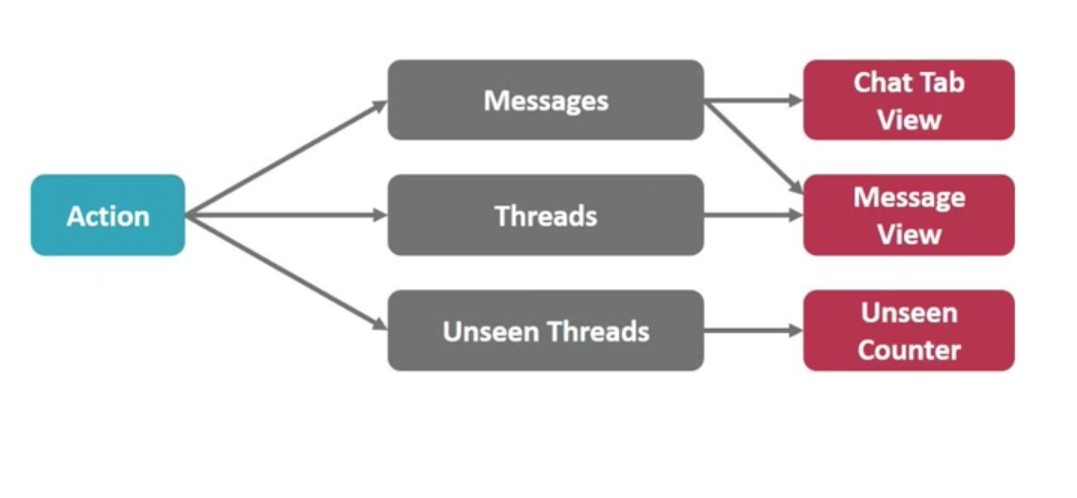 Action
Messages
Threads
Unseen Threads
Chat Tab
View
Message
View
Unseen
Counter